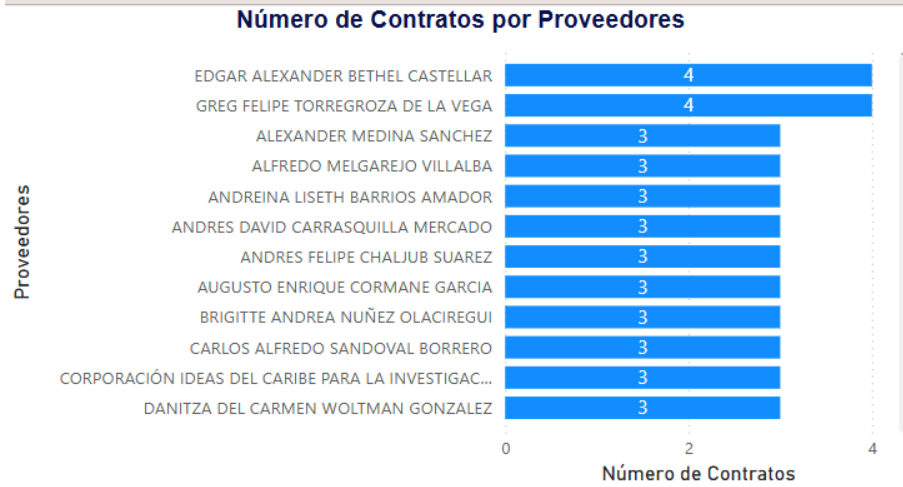 Número de Contratos por Proveedores
Proveedores
EDGAR ALEXANDER BETHEL CASTELLAR 4
GREG FELIPE TORREGROZA DE LA VEGA 4
ALEXANDER MEDINA SANCHEZ 3
ALFREDO MELGAREJO VILLALBA 3
ANDREINA LISETH BARRIOS AMADOR 3
ANDRES DAVID CARRASQUILLA MERCADO 3
ANDRES FELIPE CHALJUB SUAREZ 3
AUGUSTO ENRIQUE CORMANE GARCIA 3
BRIGITTE ANDREA NUÑEZ OLACIREGUI 3
CARLOS ALFREDO SANDOVAL BORRERO 3
CORPORACIÓN IDEAS DEL CARIBE PARA LA INVESTIGAC... 3
DANITZA DEL CARMEN WOLTMAN GONZALEZ 3
0 2 4
Número de Contratos